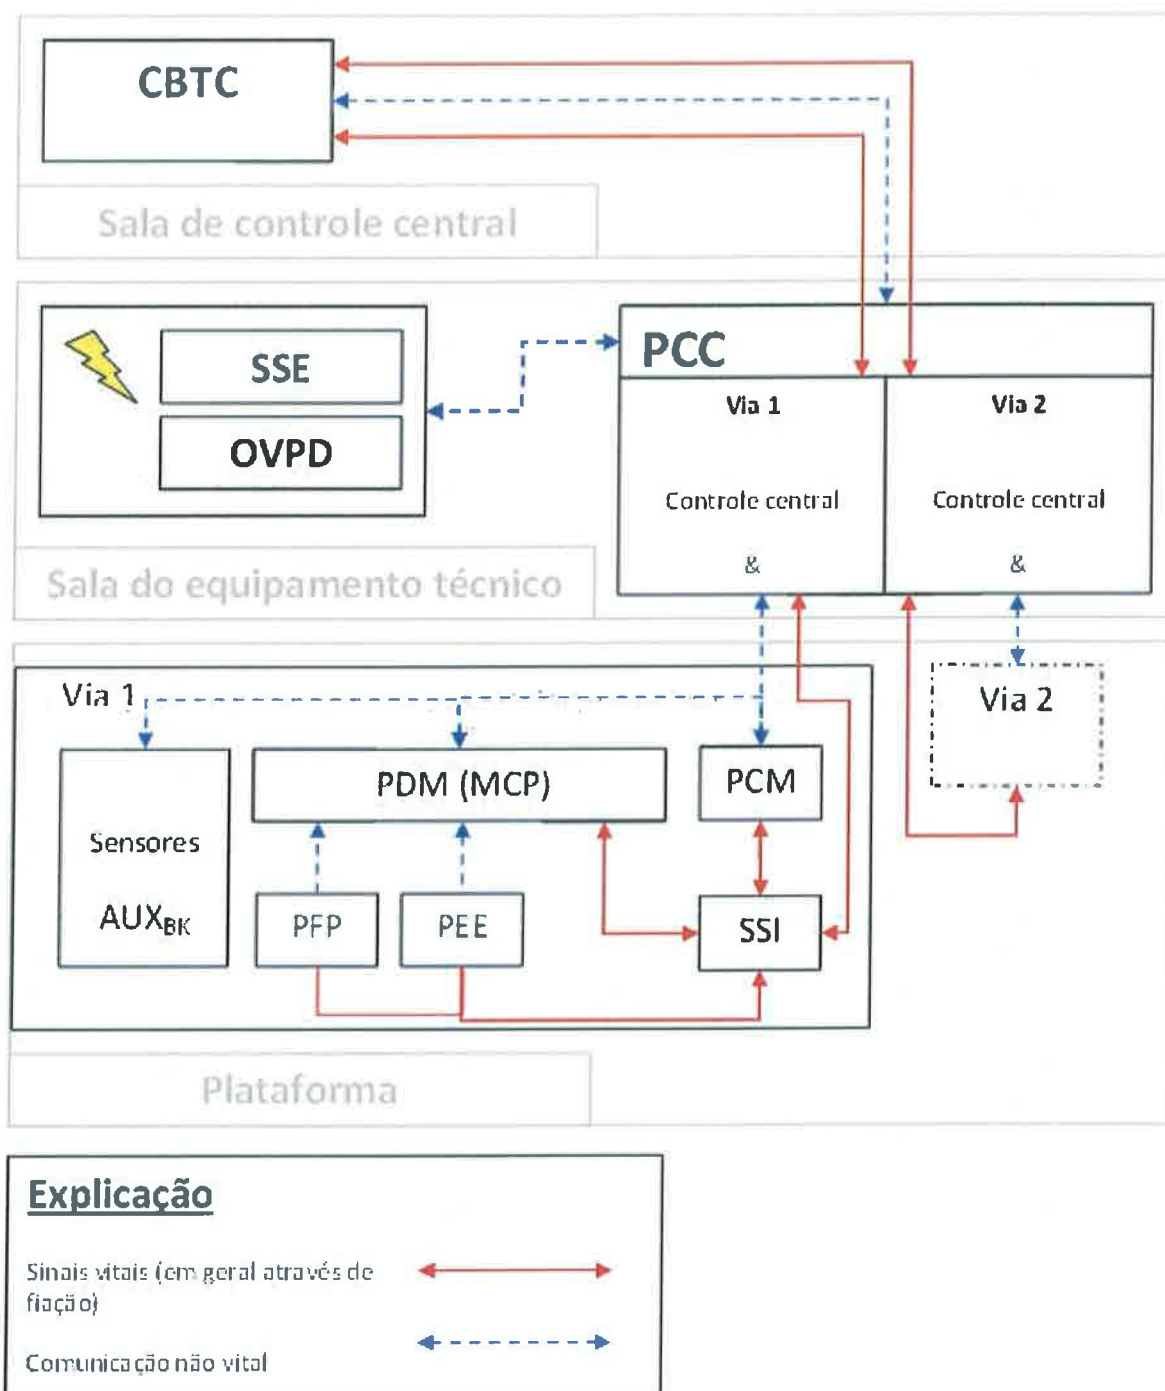 CBTC
Sala de controle central
SSE
OVPD
PCC
Via 1
Via 2
Controle central
Controle central
&
&
Sala do equipamento técnico
Via 1
Via 2
PDM (MCP)
PCM
Sensores
AUXBK
PFP
PEE
SSI
Plataforma
Explicação
Sinais vitais (em geral através de
fiação)
Comunicação não vital